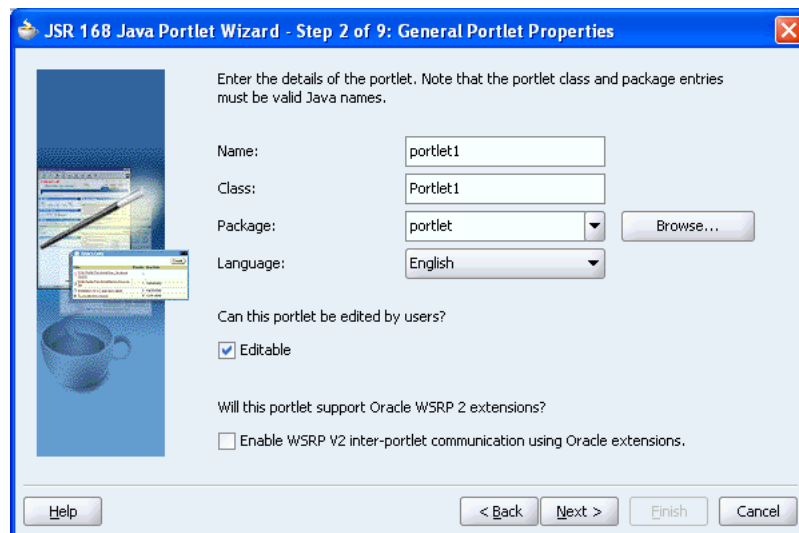 JSR 168 Java Portlet Wizard - Step 2 of 9: General Portlet Properties
Enter the details of the portlet. Note that the portlet class and package entries
must be valid Java names.
Name: portlet1
Class: Portlet1
Package: portlet Browse...
Language: English
Can this portlet be edited by users?
Editable
Will this portlet support Oracle WSRP 2 extensions?
Enable WSRP V2 inter-portlet communication using Oracle extensions.
Help < Back Next > Finish Cancel